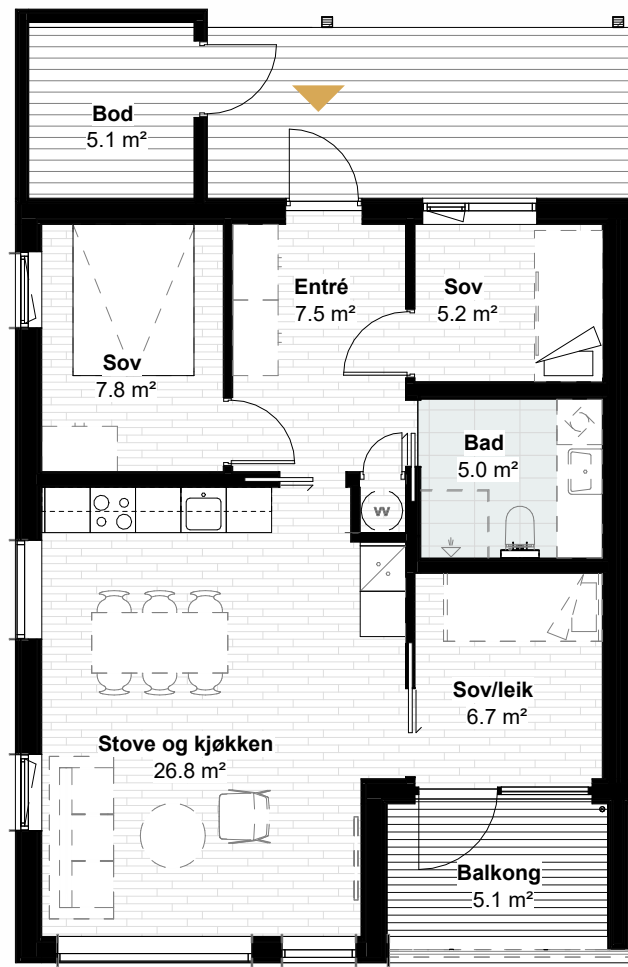 Bod
5.1 m²
Entré
7.5 m²
Sov
5.2 m²
Sov
7.8 m²
Bad
5.0 m²
VV
Sov/leik
6.7 m²
Stove og kjøkken
26.8 m²
Balkong
5.1 m²